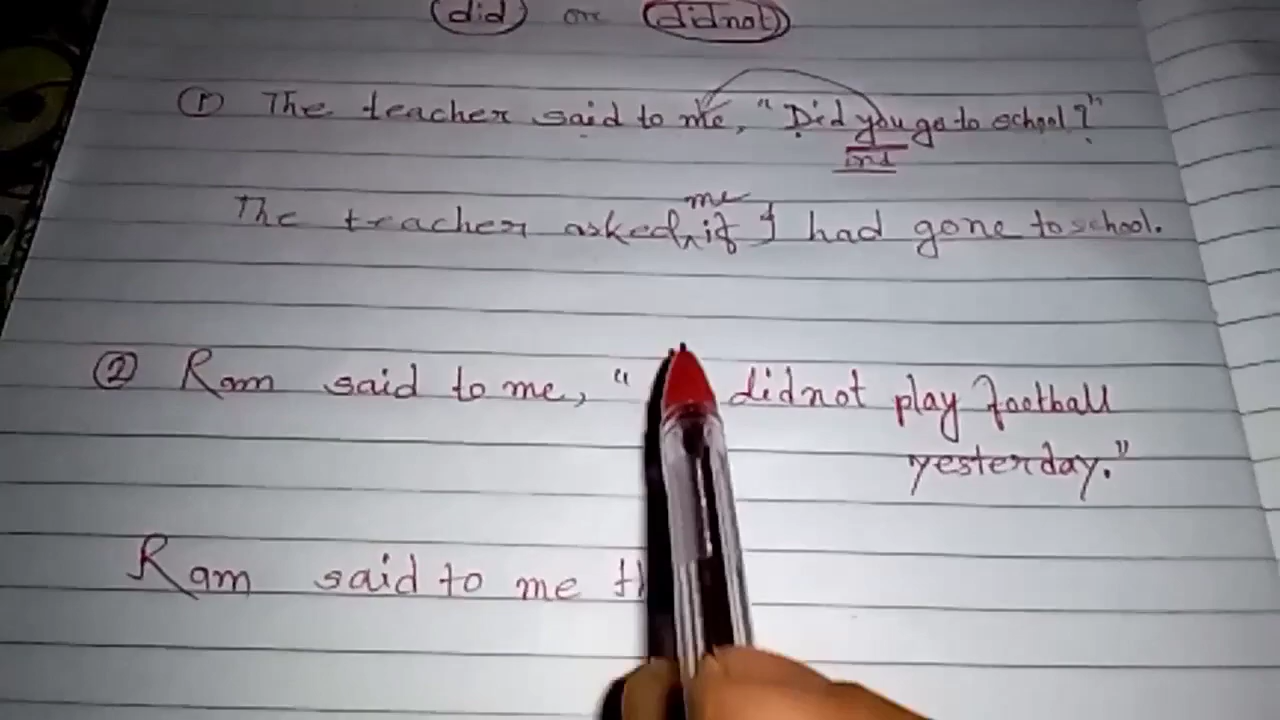 did or didnot
① The teacher said to me, "Did you go to school?"
ind
me
The teacher asked if I had gone to school.
② Ram said to me, " didnot play football
yesterday."
Ram said to me